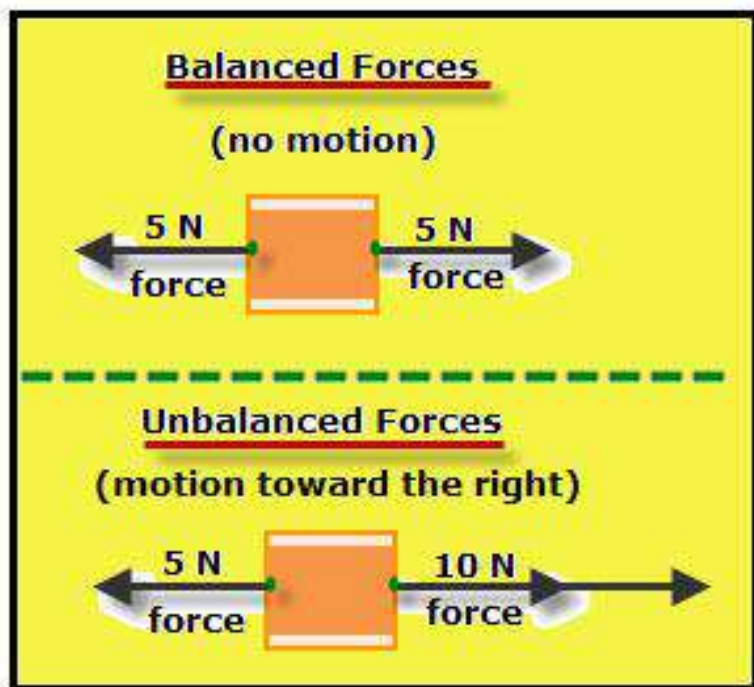 Balanced Forces
(no motion)
5 N
force
5 N
force
Unbalanced Forces
(motion toward the right)
5 N
force
10 N
force